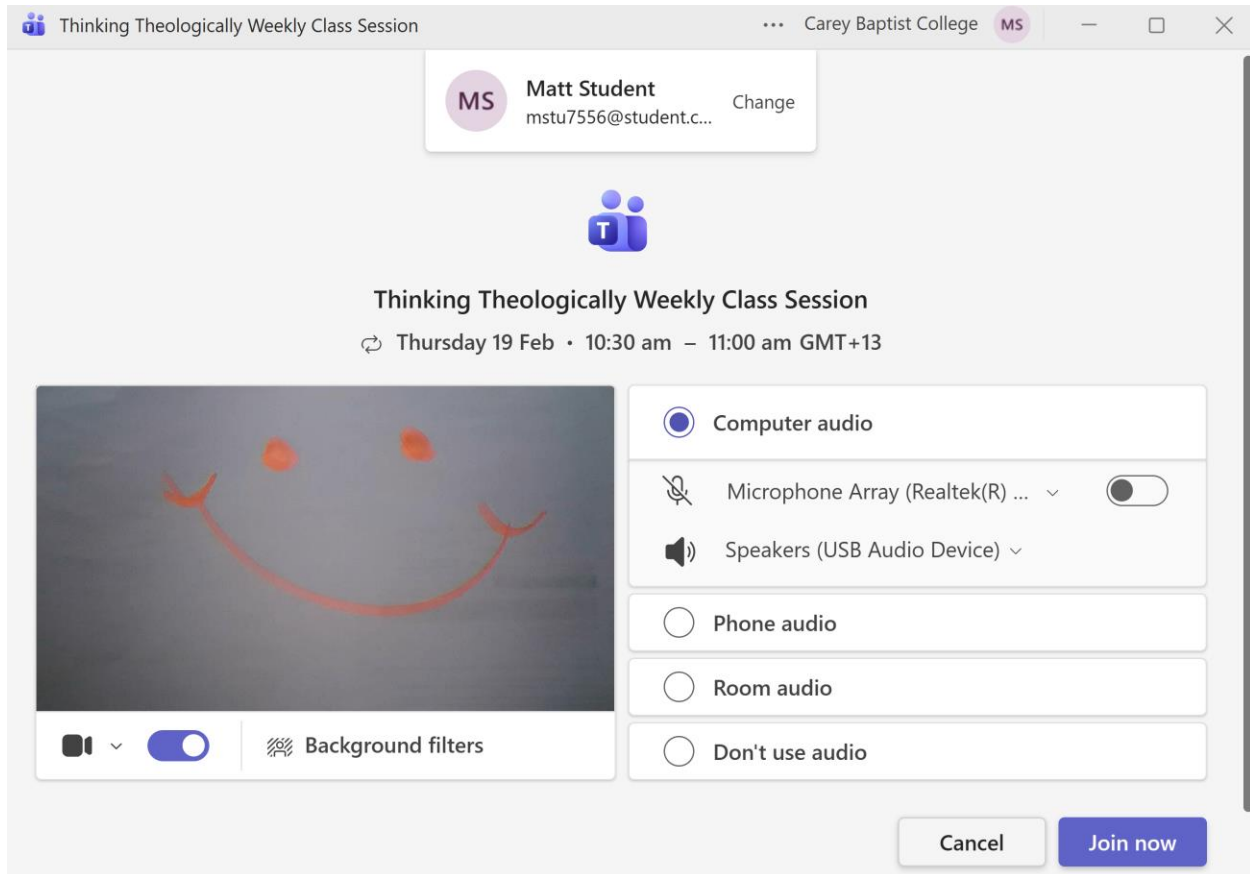 Thinking Theologically Weekly Class Session
... Carey Baptist College MS
MS
Matt Student
mstu7556@student.c...
Change
T
Thinking Theologically Weekly Class Session
Thursday 19 Feb • 10:30 am – 11:00 am GMT+13
Computer audio
Microphone Array (Realtek(R) ...
Speakers (USB Audio Device)
Phone audio
Room audio
Don't use audio
Background filters
Cancel
Join now